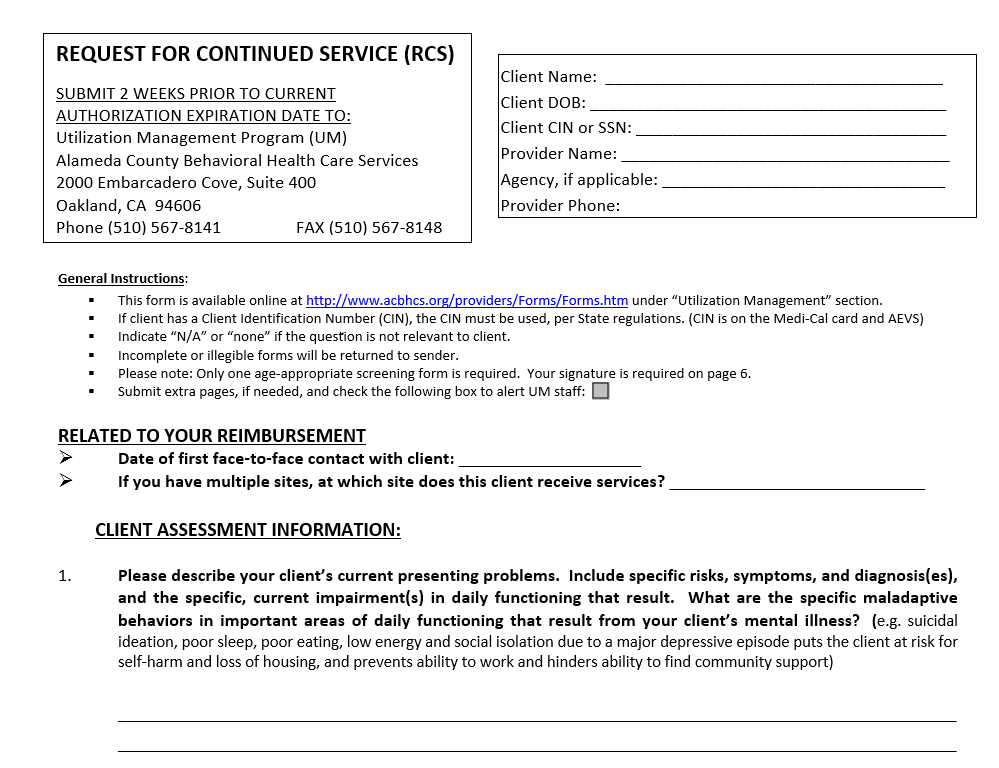 REQUEST FOR CONTINUED SERVICE (RCS)
SUBMIT 2 WEEKS PRIOR TO CURRENT
AUTHORIZATION EXPIRATION DATE TO:
Utilization Management Program (UM)
Alameda County Behavioral Health Care Services
2000 Embarcadero Cove, Suite 400
Oakland, CA  94606
Phone (510) 567-8141 FAX (510) 567-8148
Client Name:
Client DOB:
Client CIN or SSN:
Provider Name:
Agency, if applicable:
Provider Phone:
General Instructions:
▪ This form is available online at http://www.acbhcs.org/providers/Forms/Forms.htm under “Utilization Management” section.
▪ If client has a Client Identification Number (CIN), the CIN must be used, per State regulations. (CIN is on the Medi-Cal card and AEVS)
▪ Indicate “N/A” or “none” if the question is not relevant to client.
▪ Incomplete or illegible forms will be returned to sender.
▪ Please note: Only one age-appropriate screening form is required.  Your signature is required on page 6.
▪ Submit extra pages, if needed, and check the following box to alert UM staff:
RELATED TO YOUR REIMBURSEMENT
➢ Date of first face-to-face contact with client:
➢ If you have multiple sites, at which site does this client receive services?
CLIENT ASSESSMENT INFORMATION:
1. Please describe your client’s current presenting problems.  Include specific risks, symptoms, and diagnosis(es),
and the specific, current impairment(s) in daily functioning that result.  What are the specific maladaptive
behaviors in important areas of daily functioning that result from your client’s mental illness?  (e.g. suicidal
ideation, poor sleep, poor eating, low energy and social isolation due to a major depressive episode puts the client at risk for
self-harm and loss of housing, and prevents ability to work and hinders ability to find community support)